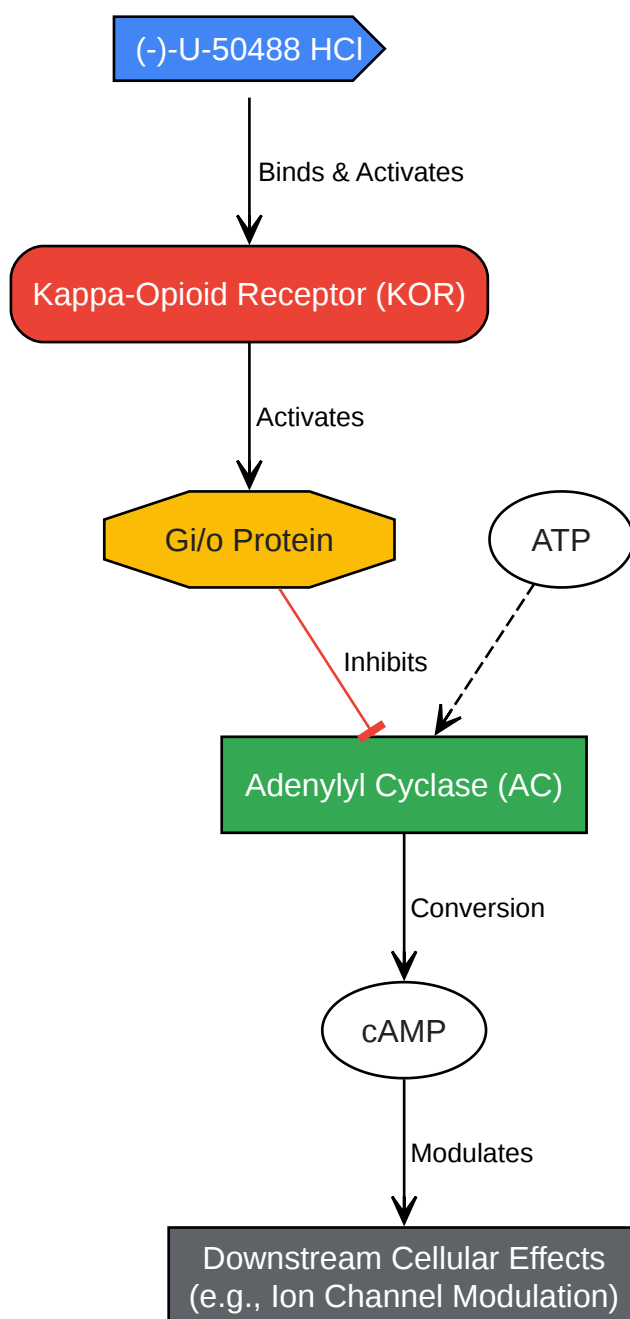 (-)-U-50488 HCl
Binds & Activates
Kappa-Opioid Receptor (KOR)
Activates
Gi/o Protein
ATP
Inhibits
Adenylyl Cyclase (AC)
Conversion
cAMP
Modulates
Downstream Cellular Effects
(e.g., Ion Channel Modulation)